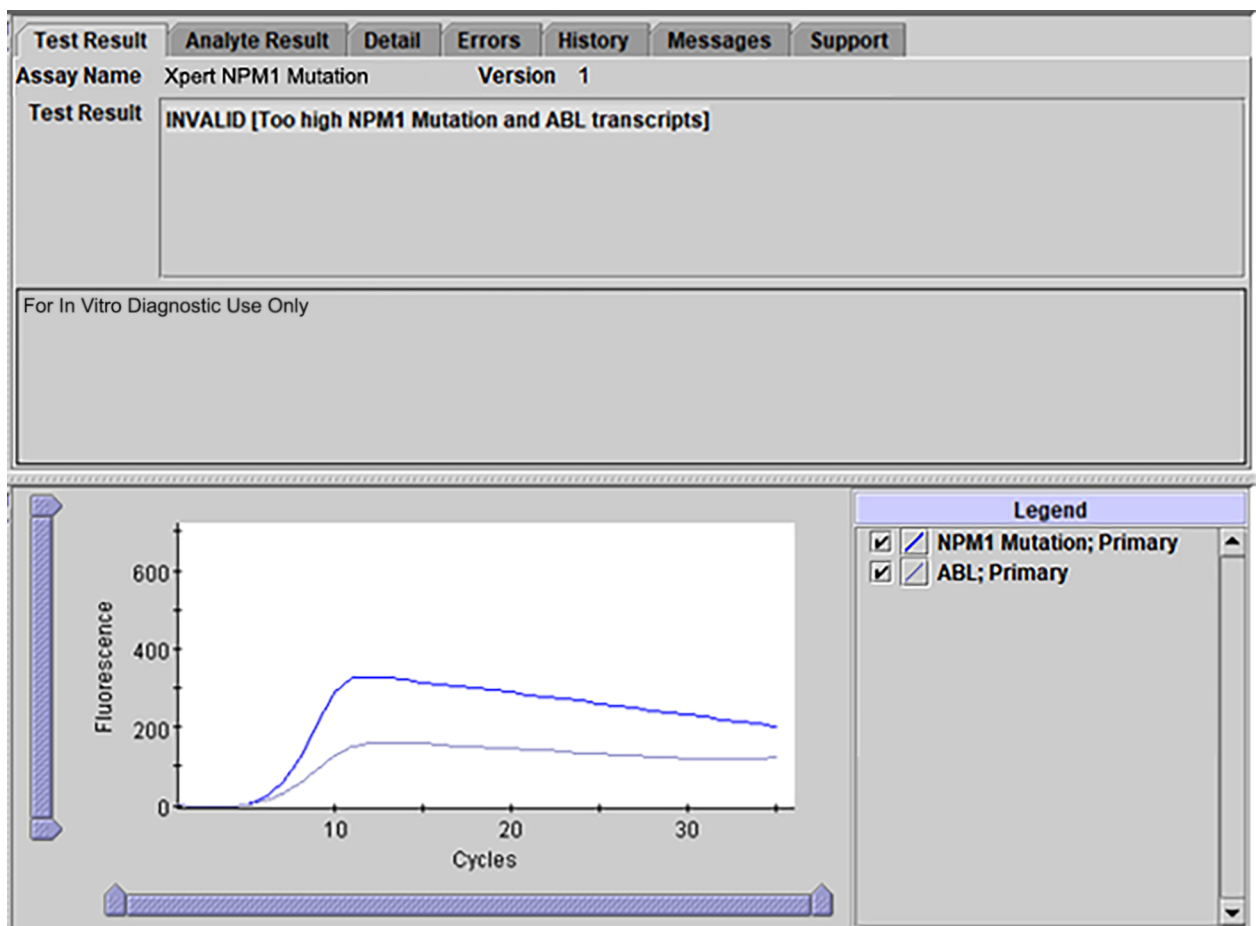 Test Result Analyte Result Detail Errors History Messages Support
Assay Name Xpert NPM1 Mutation Version 1
Test Result INVALID [Too high NPM1 Mutation and ABL transcripts]
For In Vitro Diagnostic Use Only
Legend
NPM1 Mutation; Primary
ABL; Primary
Fluorescence
600
400
200
0
10 20 30
Cycles